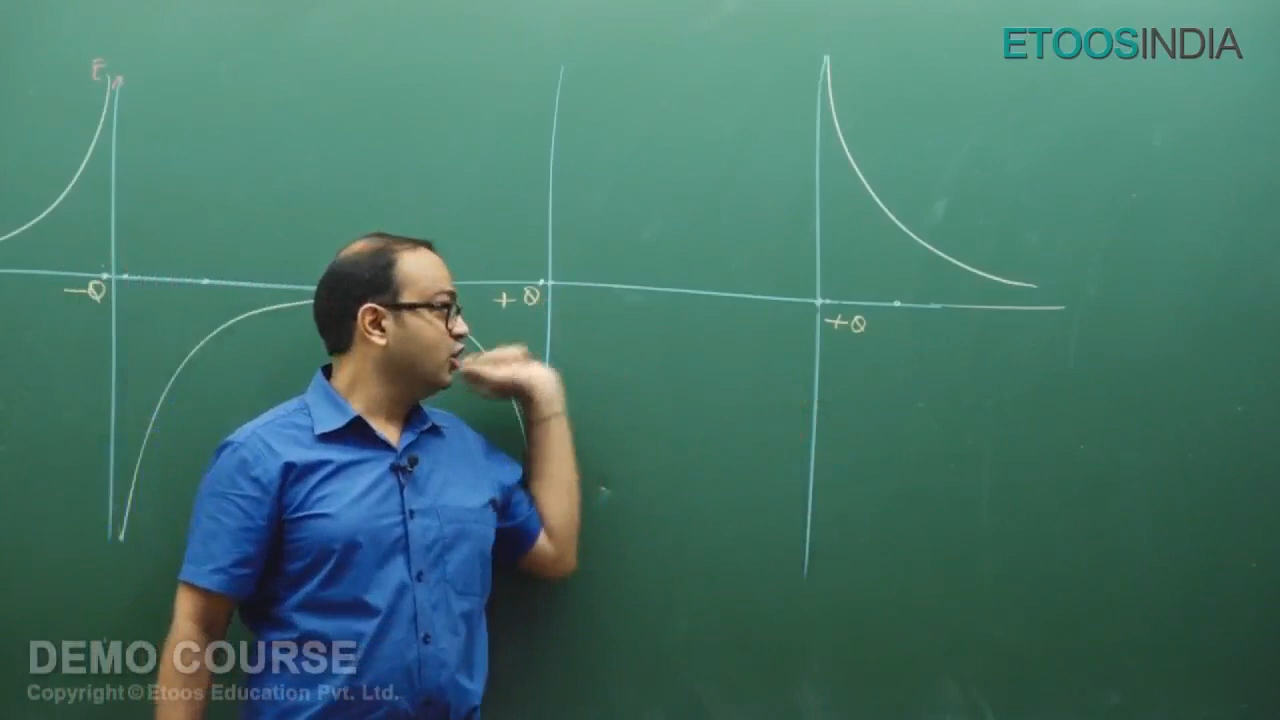 ETOOSINDIA
E
-Q
+Q
+Q
DEMO COURSE
Copyright © Etoos Education Pvt. Ltd.